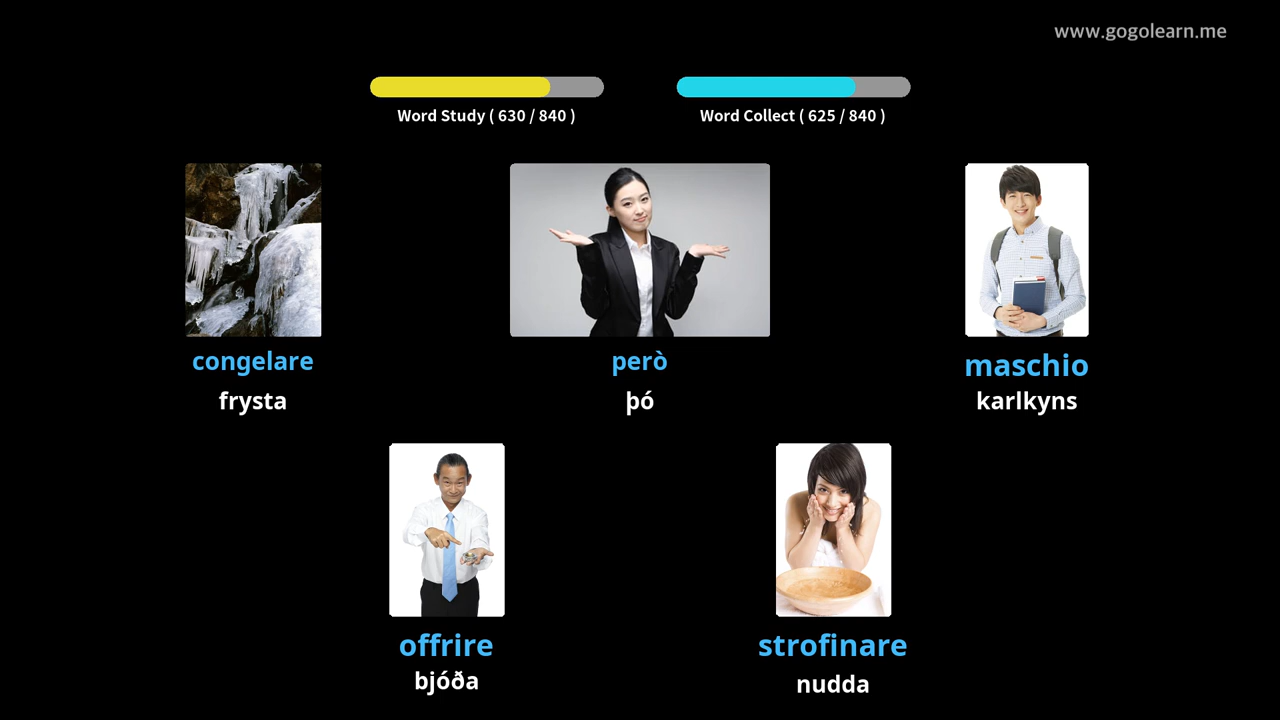 www.gogolearn.me
Word Study ( 630 / 840 )
Word Collect ( 625 / 840 )
congelare
frysta
però
þó
maschio
karlkyns
offrire
bjóða
strofinare
nudda